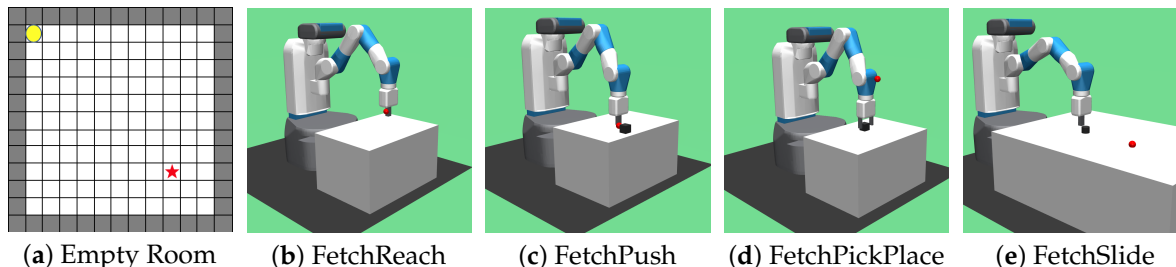 (a) Empty Room
(b) FetchReach
(c) FetchPush
(d) FetchPickPlace
(e) FetchSlide